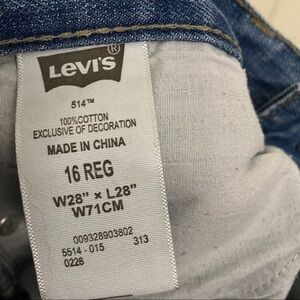 Levi's®
514™
100%COTTON
EXCLUSIVE OF DECORATION
MADE IN CHINA
16 REG
W28" × L28"
W71CM
009328903802
5514 - 015 313
0226